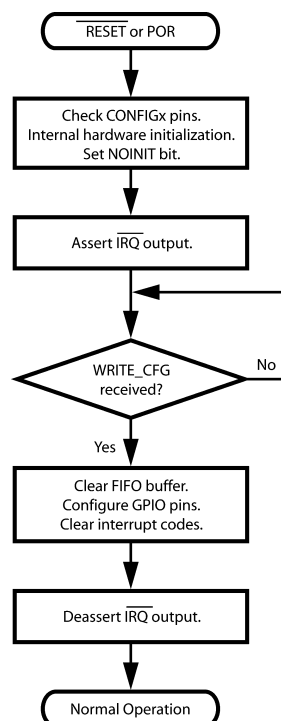 RESET or POR
Check CONFIGx pins.
Internal hardware initialization.
Set NOINIT bit.
Assert IRQ output.
WRITE_CFG
received?
No
Yes
Clear FIFO buffer.
Configure GPIO pins.
Clear interrupt codes.
Deassert IRQ output.
Normal Operation